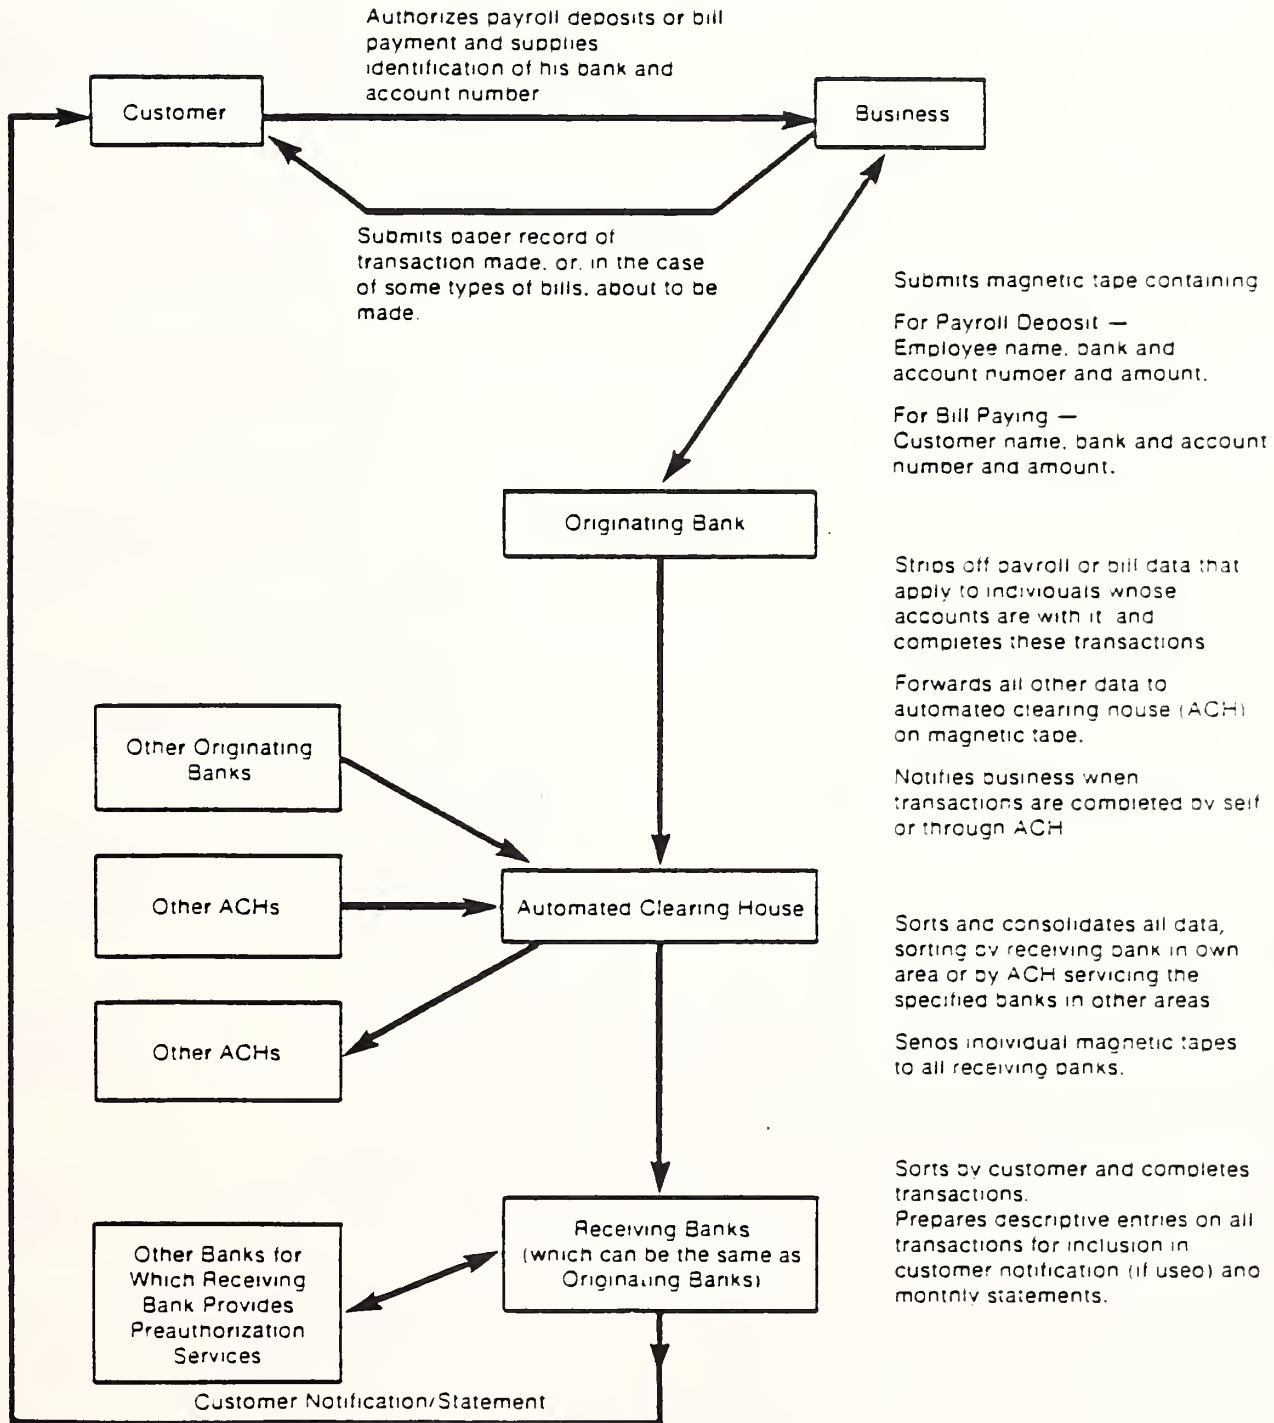 Authorizes payroll deposits or bill
payment and supplies
identification of his bank and
account number
Customer
Business
Submits paper record of
transaction made, or, in the case
of some types of bills, about to be
made.
Submits magnetic tape containing
For Payroll Deposit —
Employee name, bank and
account number and amount.
For Bill Paying —
Customer name, bank and account
number and amount.
Originating Bank
Strips off payroll or bill data that
apply to individuals whose
accounts are with it and
completes these transactions
Forwards all other data to
automated clearing house (ACH)
on magnetic tape.
Notifies business when
transactions are completed by self
or through ACH
Other Originating
Banks
Other ACHs
Automated Clearing House
Other ACHs
Sorts and consolidates all data,
sorting by receiving bank in own
area or by ACH servicing the
specified banks in other areas
Sends individual magnetic tapes
to all receiving banks.
Receiving Banks
(which can be the same as
Originating Banks)
Other Banks for
Which Receiving
Bank Provides
Preauthorization
Services
Sorts by customer and completes
transactions.
Prepares descriptive entries on all
transactions for inclusion in
customer notification (if used) and
monthly statements.
Customer Notification/Statement